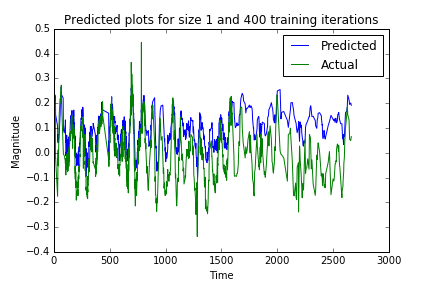 Predicted plots for size 1 and 400 training iterations
Predicted
Actual
Magnitude
0.5
0.4
0.3
0.2
0.1
0.0
−0.1
−0.2
−0.3
−0.4
0 500 1000 1500 2000 2500 3000
Time